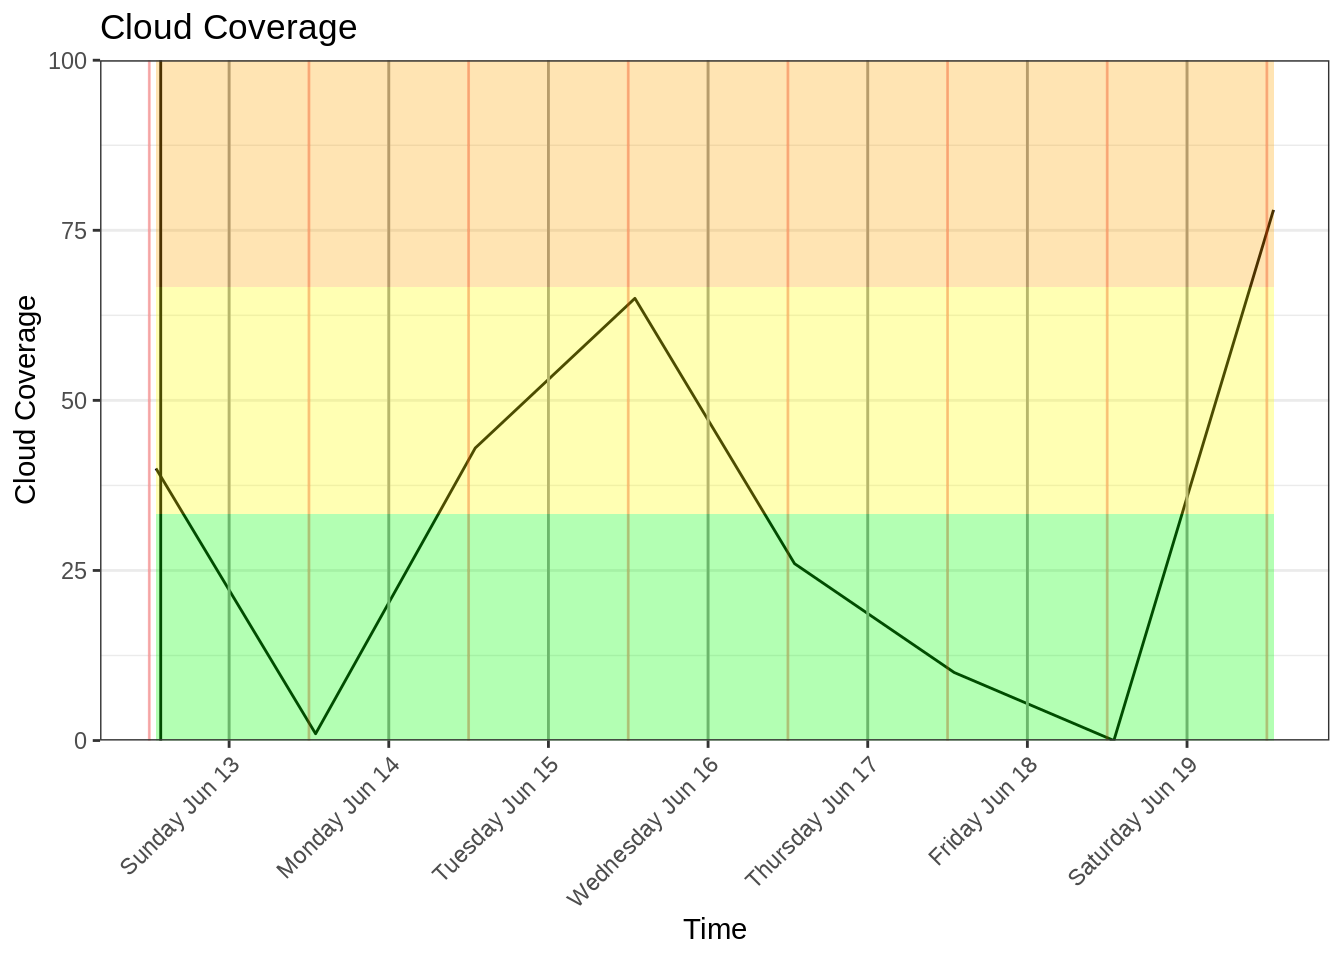 Cloud Coverage
100
75
50
25
0
Cloud Coverage
Sunday Jun 13
Monday Jun 14
Tuesday Jun 15
Wednesday Jun 16
Thursday Jun 17
Friday Jun 18
Saturday Jun 19
Time